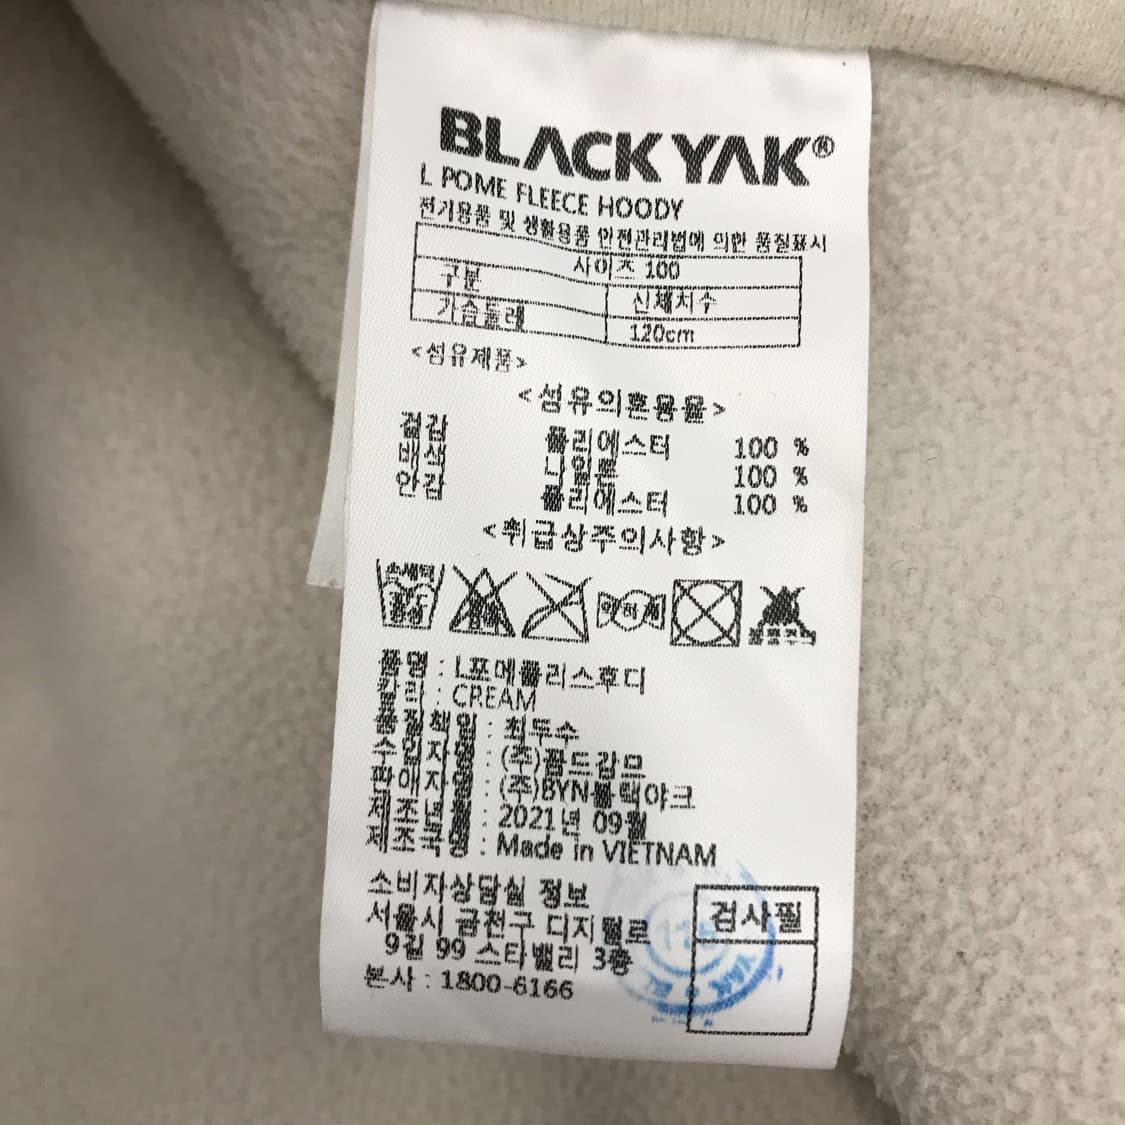 BLACKYAK®
L POME FLEECE HOODY
전기용품 및 생활용품 안전관리법에 의한 품질표시
사이즈 100
구분 신체치수
가슴둘레 120cm
<섬유제품>
<섬유의혼용율>
겉감 폴리에스터 100 %
배색 나일론 100 %
안감 폴리에스터 100 %
<취급상주의사항>
손세탁
약하게
품명 : L포메플리스후디
칼라 : CREAM
품질책임 : 최두수
수입자명 : (주)팜드감므
판매자명 : (주)BYN블랙야크
제조년월 : 2021년 09월
제조국명 : Made in VIETNAM
소비자상담실 정보
서울시 금천구 디지털로
9길 99 스타밸리 3층
본사 : 1800-6166
검사필